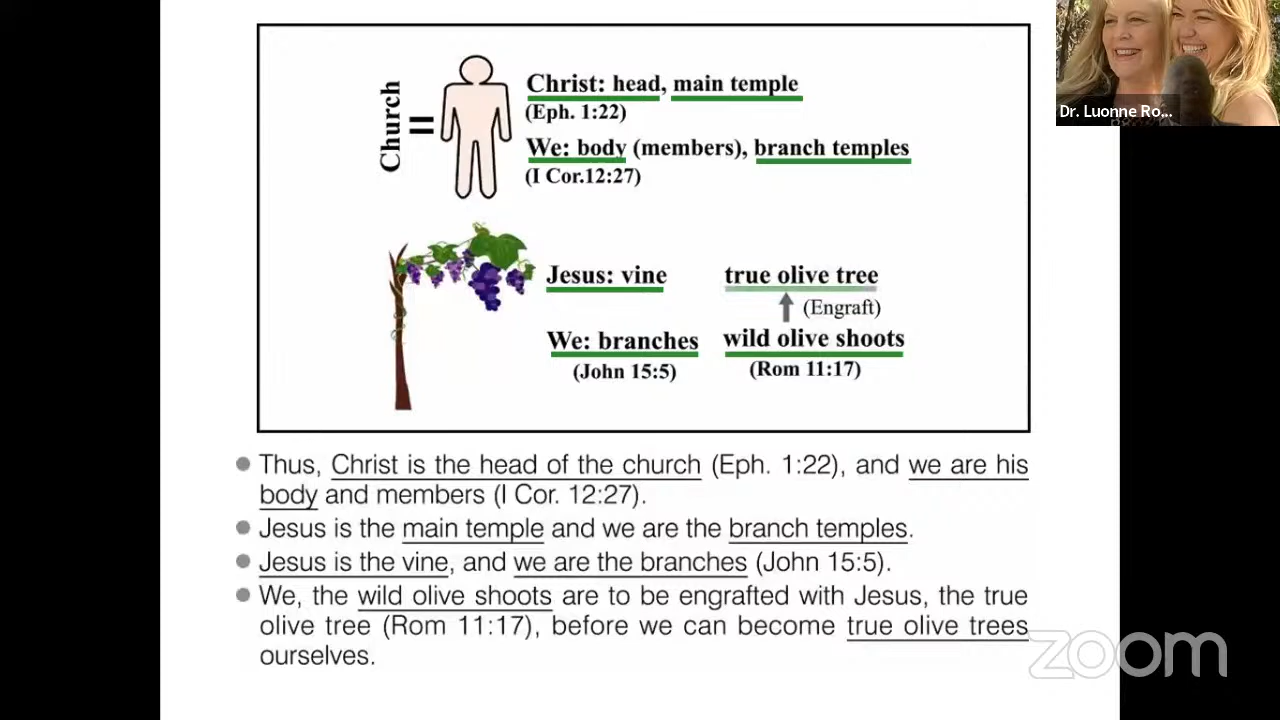 Church
=
Christ: head, main temple
(Eph. 1:22)
We: body (members), branch temples
(I Cor.12:27)
Jesus: vine
true olive tree
(Engraft)
We: branches
wild olive shoots
(John 15:5)
(Rom 11:17)
Thus, Christ is the head of the church (Eph. 1:22), and we are his
body and members (I Cor. 12:27).
Jesus is the main temple and we are the branch temples.
Jesus is the vine, and we are the branches (John 15:5).
We, the wild olive shoots are to be engrafted with Jesus, the true
olive tree (Rom 11:17), before we can become true olive trees
ourselves.
Dr. Luonne Ro...
zoom